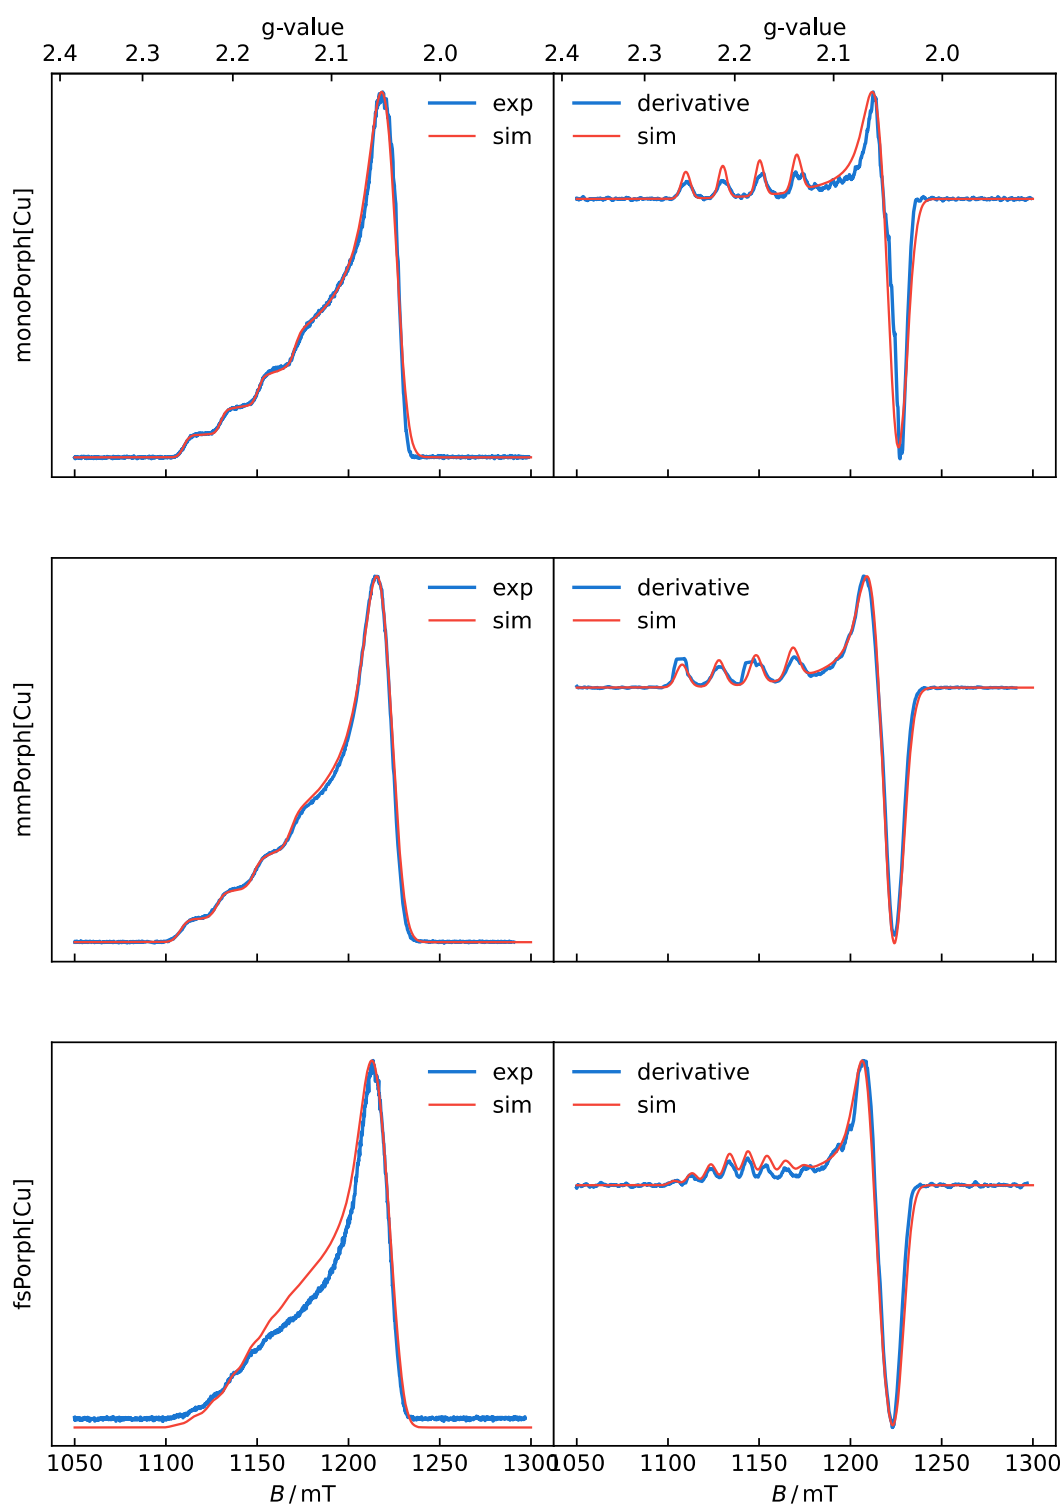 g-value
g-value
2.4 2.3 2.2 2.1 2.0
2.4 2.3 2.2 2.1 2.0
monoPorph[Cu]
exp
sim
derivative
sim
mmPorph[Cu]
exp
sim
derivative
sim
fsPorph[Cu]
exp
sim
derivative
sim
1050 1100 1150 1200 1250 1300
1050 1100 1150 1200 1250 1300
B / mT
B / mT